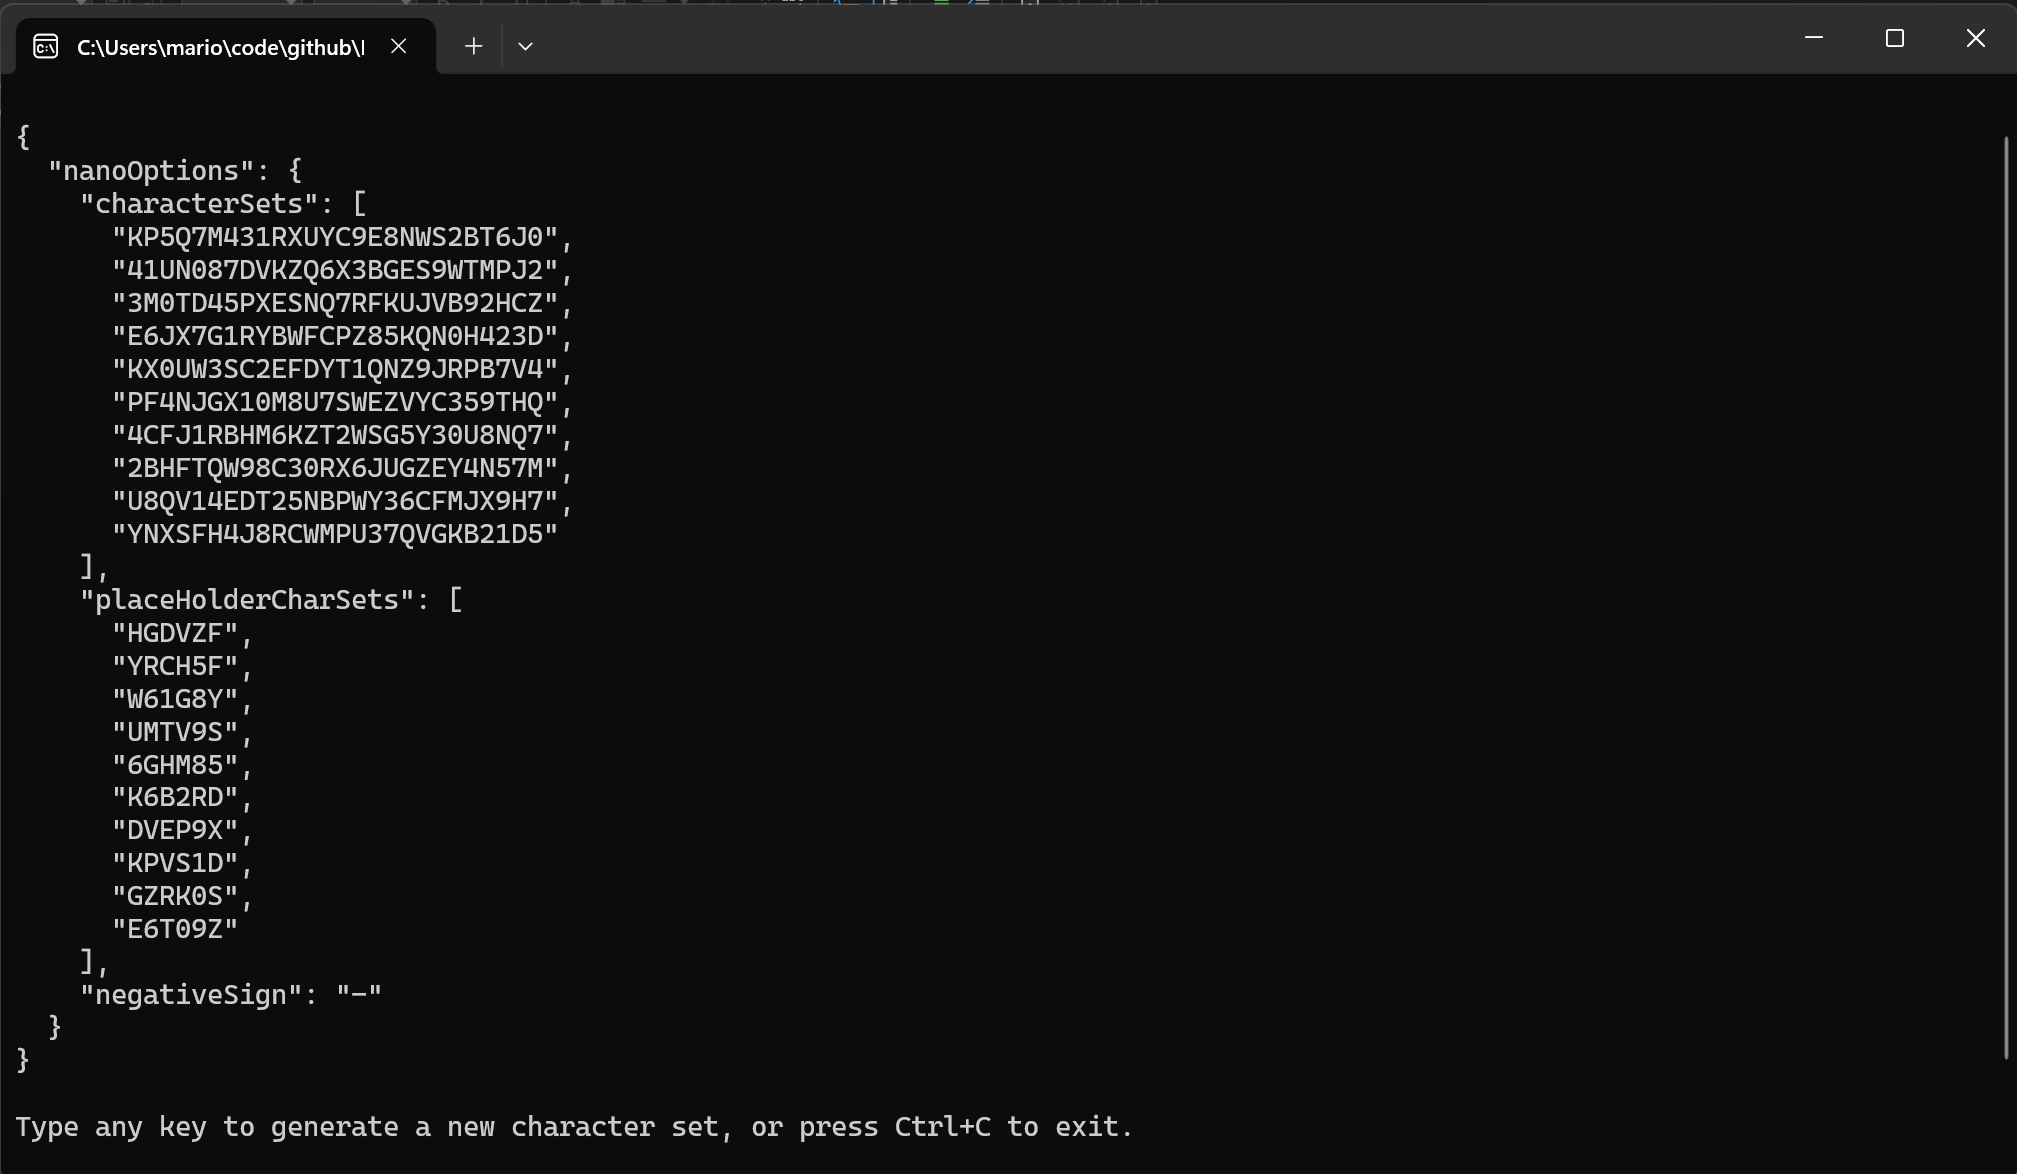 C:\Users\mario\code\github\
{
  "nanoOptions": {
    "characterSets": [
      "KP5Q7M431RXUYC9E8NWS2BT6J0",
      "41UN087DVKZQ6X3BGES9WTMPJ2",
      "3M0TD45PXESNQ7RFKUJVB92HCZ",
      "E6JX7G1RYBWFCPZ85KQN0H423D",
      "KX0UW3SC2EFDYT1QNZ9JRPB7V4",
      "PF4NJGX10M8U7SWEZVYC359THQ",
      "4CFJ1RBHM6KZT2WSG5Y30U8NQ7",
      "2BHFTQW98C30RX6JUGZEY4N57M",
      "U8QV14EDT25NBPWY36CFMJX9H7",
      "YNXSFH4J8RCWMPU37QVGKB21D5"
    ],
    "placeHolderCharSets": [
      "HGDVZF",
      "YRCH5F",
      "W61G8Y",
      "UMTV9S",
      "6GHM85",
      "K6B2RD",
      "DVEP9X",
      "KPVS1D",
      "GZRK0S",
      "E6T09Z"
    ],
    "negativeSign": "-"
  }
}
Type any key to generate a new character set, or press Ctrl+C to exit.